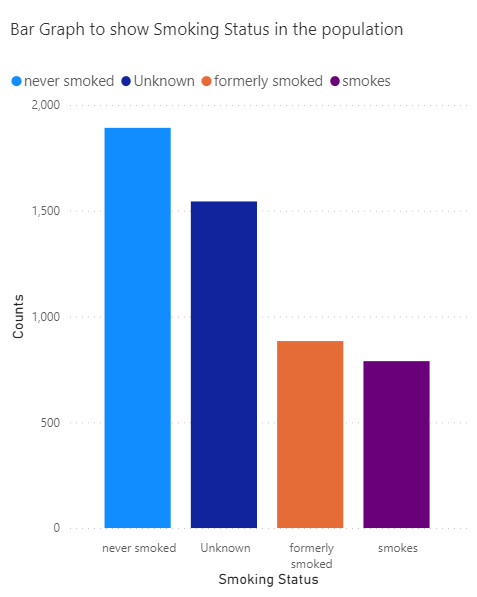 Bar Graph to show Smoking Status in the population
never smoked Unknown formerly smoked smokes
2,000
1,500
1,000
500
0
Counts
never smoked Unknown formerly smoked smokes
Smoking Status